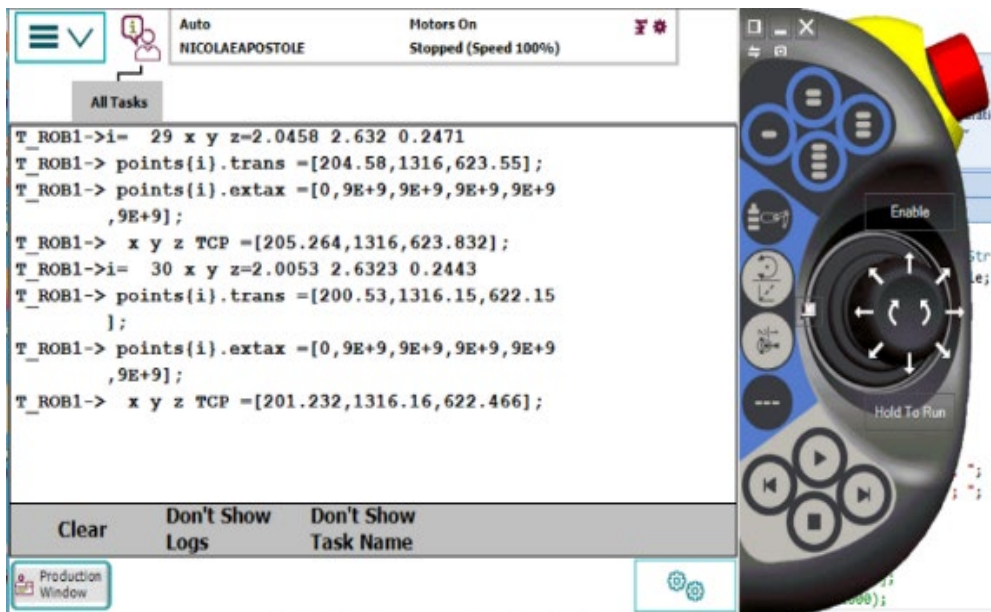 Auto
NICOLAEAPOSTOLE
Motors On
Stopped (Speed 100%)
All Tasks
T_ROB1->i=  29 x y z=2.0458 2.632 0.2471
T_ROB1-> points{i}.trans =[204.58,1316,623.55];
T_ROB1-> points{i}.extax =[0,9E+9,9E+9,9E+9,9E+9
,9E+9];
T_ROB1->  x y z TCP =[205.264,1316,623.832];
T_ROB1->i=  30 x y z=2.0053 2.6323 0.2443
T_ROB1-> points{i}.trans =[200.53,1316.15,622.15
];
T_ROB1-> points{i}.extax =[0,9E+9,9E+9,9E+9,9E+9
,9E+9];
T_ROB1->  x y z TCP =[201.232,1316.16,622.466];
Clear
Don't Show
Logs
Don't Show
Task Name
Production
Window
Enable
Hold To Run